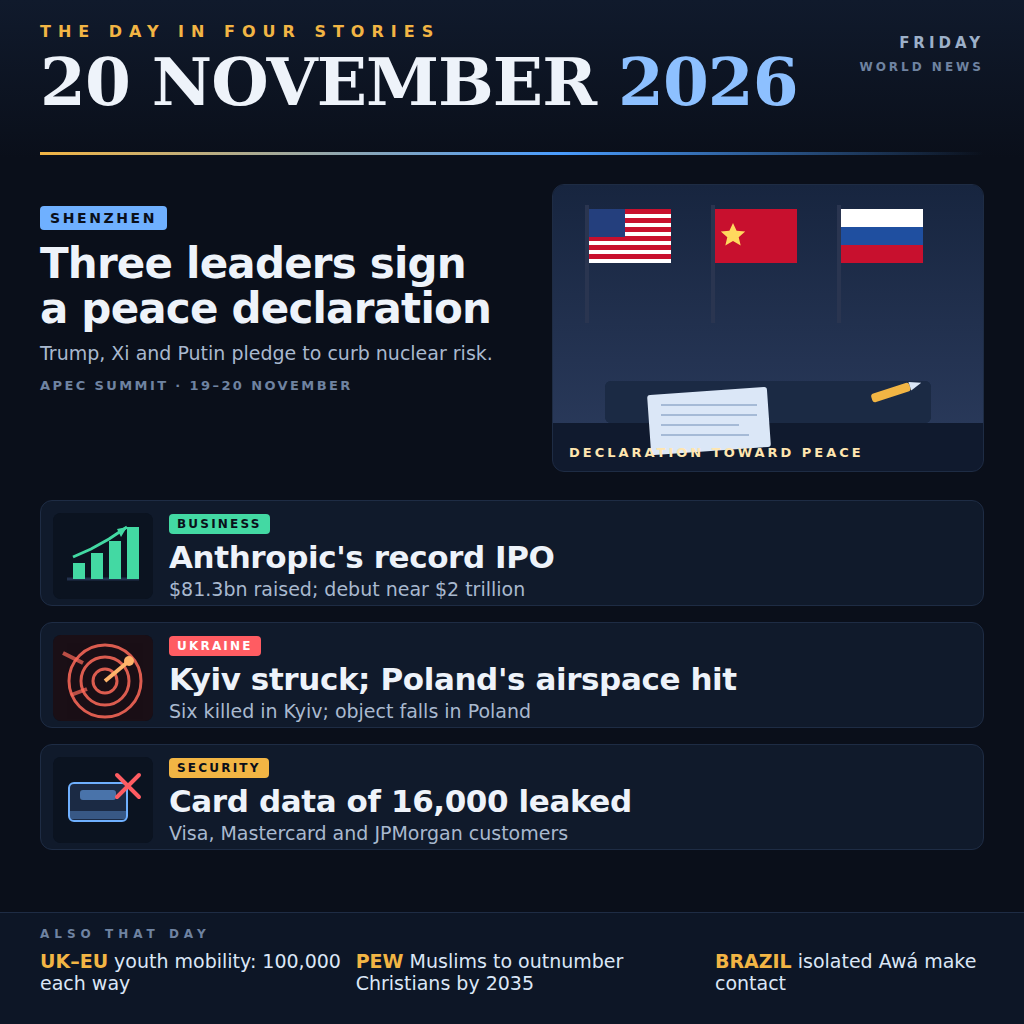 THE DAY IN FOUR STORIES
20 NOVEMBER 2026
FRIDAY
WORLD NEWS
SHENZHEN
Three leaders sign
a peace declaration
Trump, Xi and Putin pledge to curb nuclear risk.
APEC SUMMIT · 19–20 NOVEMBER
DECLARATION TOWARD PEACE
BUSINESS
Anthropic's record IPO
$81.3bn raised; debut near $2 trillion
UKRAINE
Kyiv struck; Poland's airspace hit
Six killed in Kyiv; object falls in Poland
SECURITY
Card data of 16,000 leaked
Visa, Mastercard and JPMorgan customers
ALSO THAT DAY
UK–EU youth mobility: 100,000
each way
PEW Muslims to outnumber
Christians by 2035
BRAZIL isolated Awá make
contact